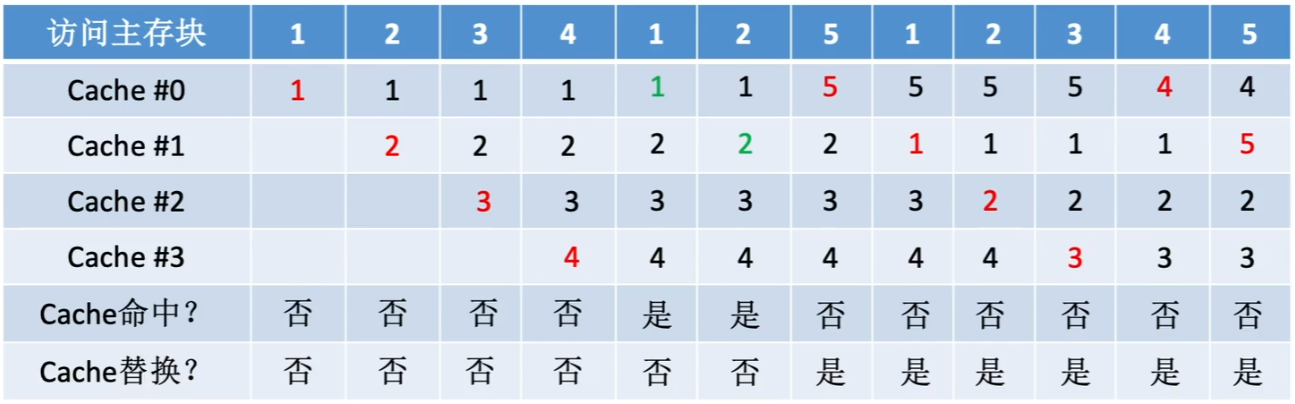 访问主存块 1 2 3 4 1 2 5 1 2 3 4 5
Cache #0 1 1 1 1 1 1 5 5 5 5 4 4
Cache #1 2 2 2 2 2 2 1 1 1 1 5
Cache #2 3 3 3 3 3 3 2 2 2 2
Cache #3 4 4 4 4 4 4 3 3 3
Cache命中？ 否 否 否 否 是 是 否 否 否 否 否 否
Cache替换？ 否 否 否 否 否 否 是 是 是 是 是 是